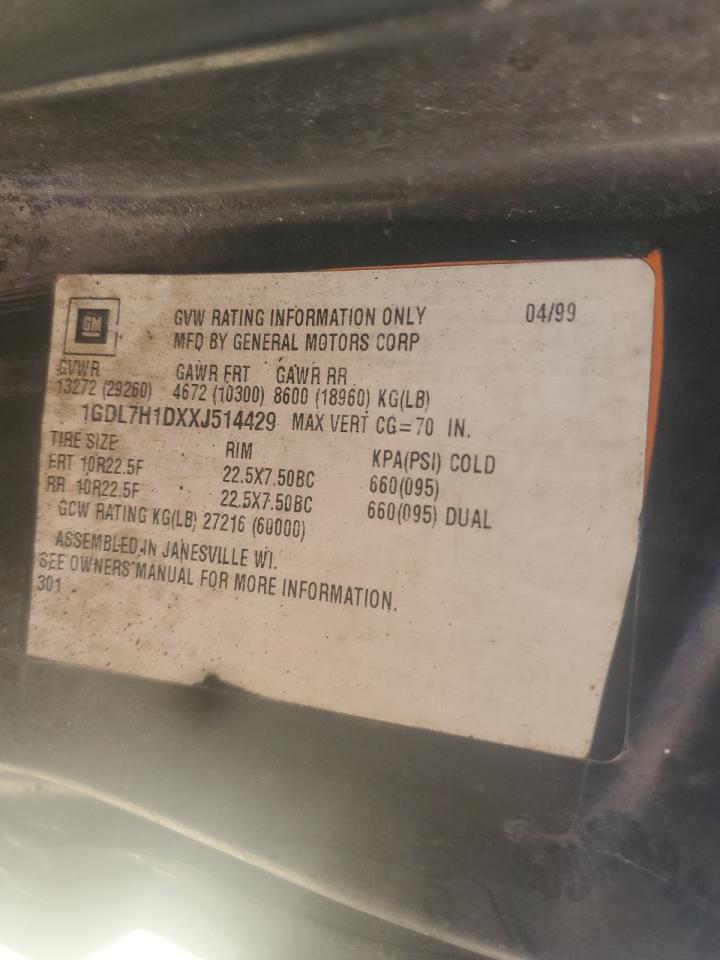 GM
GVW RATING INFORMATION ONLY 04/99
MFD BY GENERAL MOTORS CORP
GVWR GAWR FRT GAWR RR
13272 (29260) 4672 (10300) 8600 (18960) KG(LB)
1GDL7H1DXXJ514429 MAX VERT CG=70 IN.
TIRE SIZE RIM KPA(PSI) COLD
FRT 10R22.5F 22.5X7.50BC 660(095)
RR 10R22.5F 22.5X7.50BC 660(095) DUAL
GCW RATING KG(LB) 27216 (60000)
ASSEMBLED IN JANESVILLE WI.
SEE OWNERS MANUAL FOR MORE INFORMATION.
301